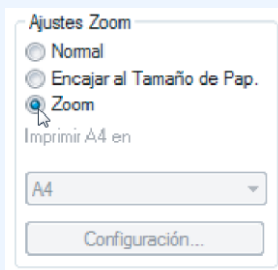 Ajustes Zoom
Normal
Encajar al Tamaño de Pap.
Zoom
Imprimir A4 en
A4
Configuración...